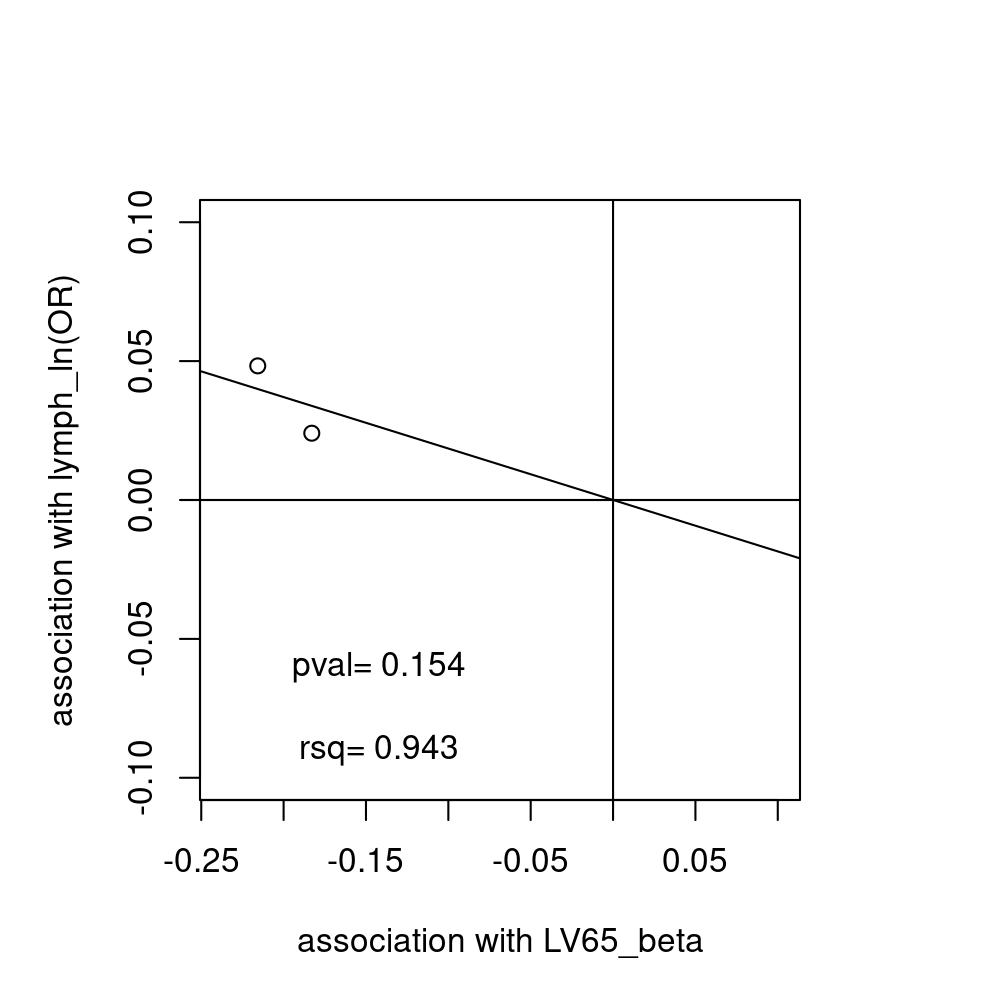 association with lymph_ln(OR)
0.10
0.05
0.00
-0.05
-0.10
pval= 0.154
rsq= 0.943
-0.25 -0.15 -0.05 0.05
association with LV65_beta